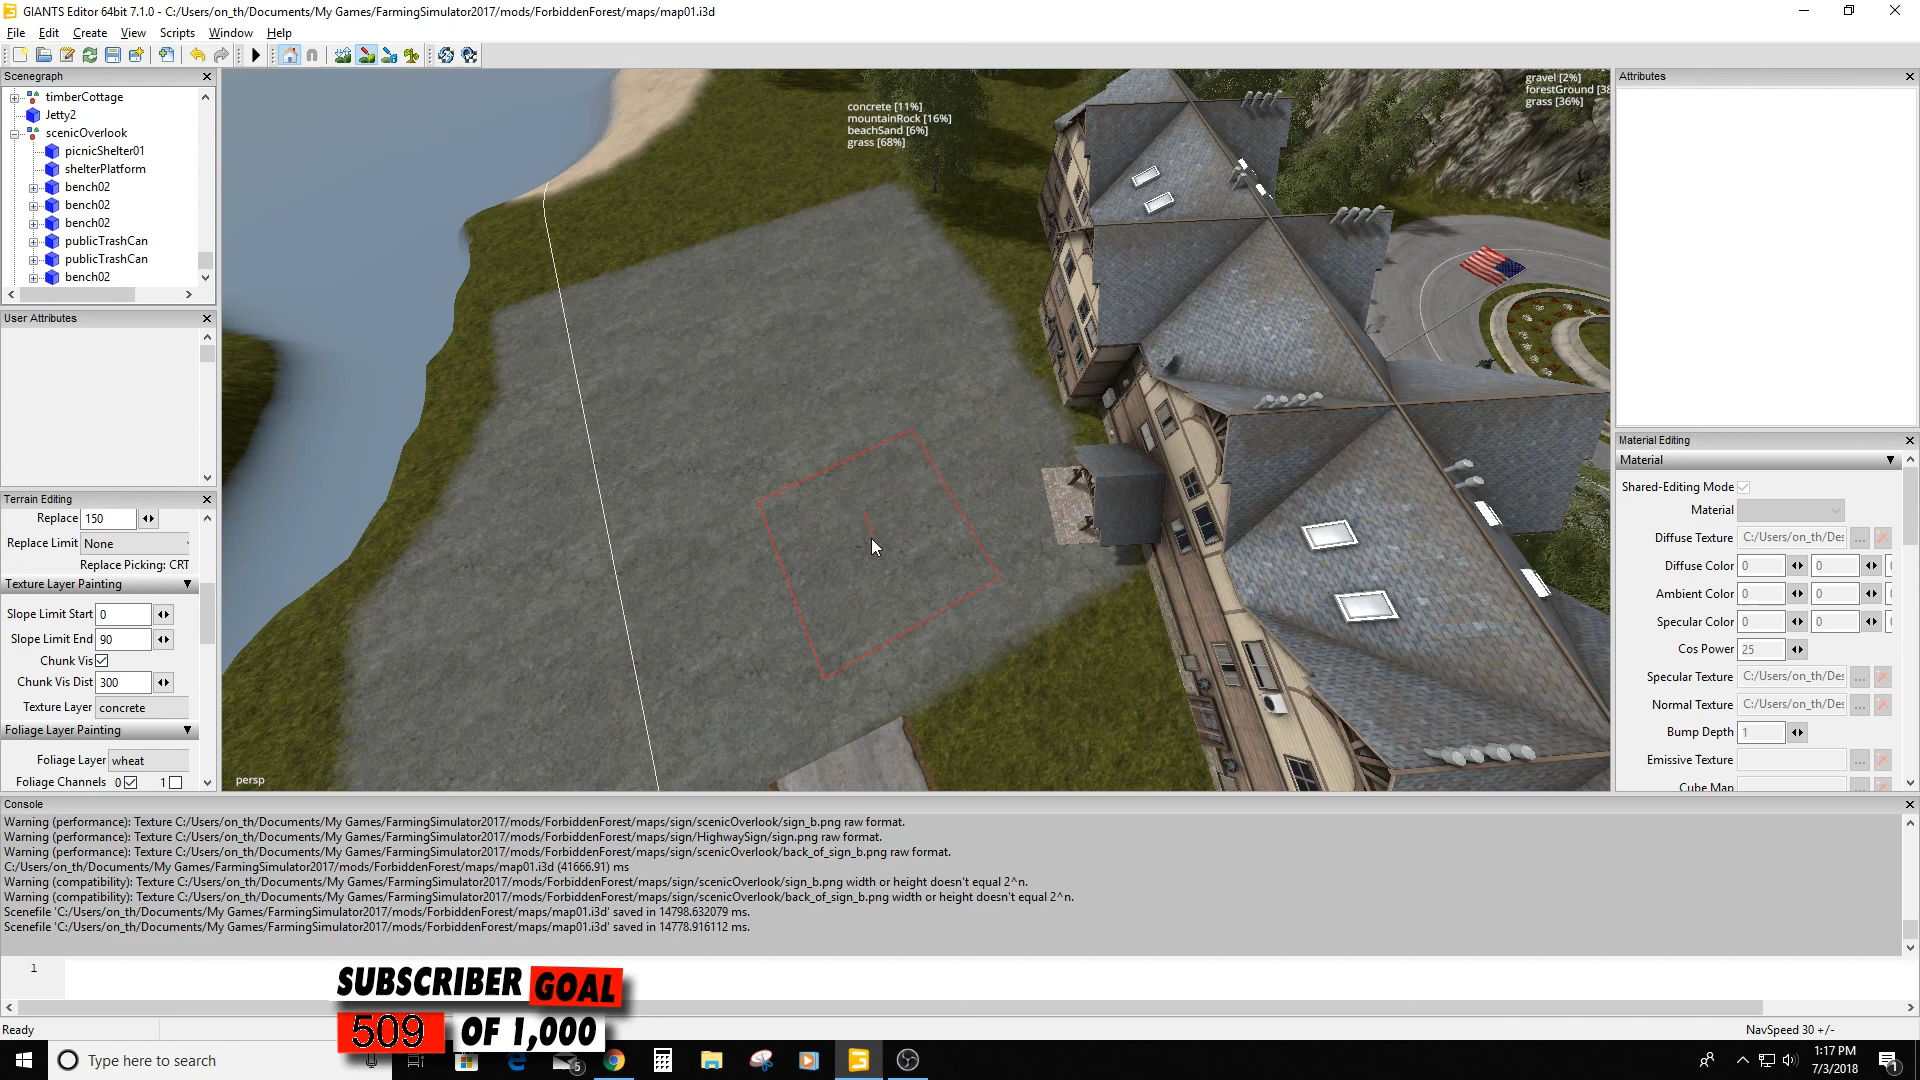 GIANTS Editor 64bit 7.1.0 - C:/Users/on_th/Documents/My Games/FarmingSimulator2017/mods/ForbiddenForest/maps/map01.i3d
File Edit Create View Scripts Window Help
Scenegraph
timberCottage
Jetty2
scenicOverlook
picnicShelter01
shelterPlatform
bench02
bench02
bench02
publicTrashCan
publicTrashCan
bench02
User Attributes
Terrain Editing
Replace 150
Replace Limit None
Replace Picking: CRT
Texture Layer Painting
Slope Limit Start 0
Slope Limit End 90
Chunk Vis
Chunk Vis Dist 300
Texture Layer concrete
Foliage Layer Painting
Foliage Layer wheat
Foliage Channels 0 1
concrete [11%]
mountainRock [16%]
beachSand [6%]
grass [68%]
gravel [2%]
forestGround [38
grass [36%]
persp
Attributes
Material Editing
Material
Shared-Editing Mode
Material
Diffuse Texture C:/Users/on_th/Des ...
Diffuse Color 0 0
Ambient Color 0 0
Specular Color 0 0
Cos Power 25
Specular Texture C:/Users/on_th/Des ...
Normal Texture C:/Users/on_th/Des ...
Bump Depth 1
Emissive Texture ...
Cube Map
Console
Warning (performance): Texture C:/Users/on_th/Documents/My Games/FarmingSimulator2017/mods/ForbiddenForest/maps/sign/scenicOverlook/sign_b.png raw format.
Warning (performance): Texture C:/Users/on_th/Documents/My Games/FarmingSimulator2017/mods/ForbiddenForest/maps/sign/HighwaySign/sign.png raw format.
Warning (performance): Texture C:/Users/on_th/Documents/My Games/FarmingSimulator2017/mods/ForbiddenForest/maps/sign/scenicOverlook/back_of_sign_b.png raw format.
C:/Users/on_th/Documents/My Games/FarmingSimulator2017/mods/ForbiddenForest/maps/map01.i3d (41666.91) ms
Warning (compatibility): Texture C:/Users/on_th/Documents/My Games/FarmingSimulator2017/mods/ForbiddenForest/maps/sign/scenicOverlook/sign_b.png width or height doesn't equal 2^n.
Warning (compatibility): Texture C:/Users/on_th/Documents/My Games/FarmingSimulator2017/mods/ForbiddenForest/maps/sign/scenicOverlook/back_of_sign_b.png width or height doesn't equal 2^n.
Scenefile 'C:/Users/on_th/Documents/My Games/FarmingSimulator2017/mods/ForbiddenForest/maps/map01.i3d' saved in 14798.632079 ms.
Scenefile 'C:/Users/on_th/Documents/My Games/FarmingSimulator2017/mods/ForbiddenForest/maps/map01.i3d' saved in 14778.916112 ms.
1
SUBSCRIBER GOAL
509 OF 1,000
Ready
NavSpeed 30 +/-
Type here to search
5
1:17 PM
7/3/2018
1